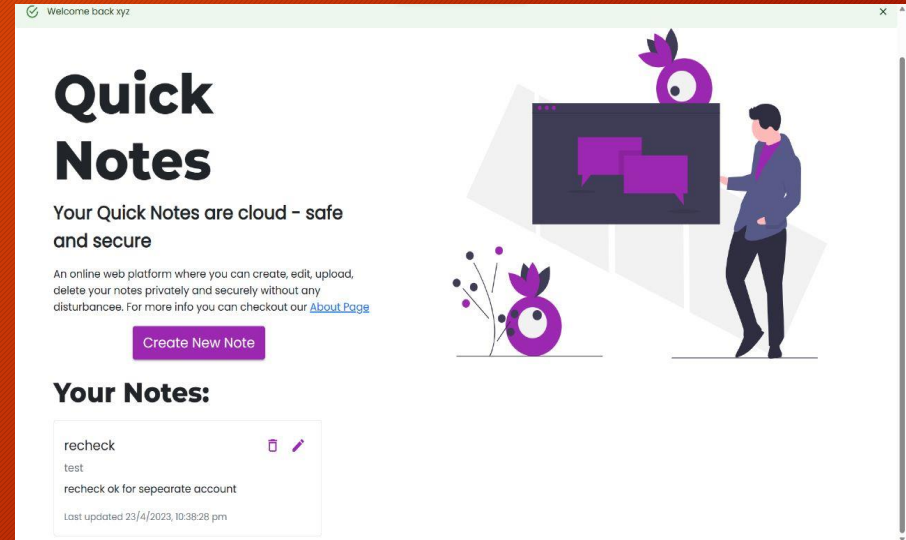 Welcome back xyz
Quick
Notes
Your Quick Notes are cloud - safe
and secure
An online web platform where you can create, edit, upload,
delete your notes privately and securely without any
disturbancee. For more info you can checkout our About Page
Create New Note
Your Notes:
recheck
test
recheck ok for sepearate account
Last updated 23/4/2023, 10:38:28 pm